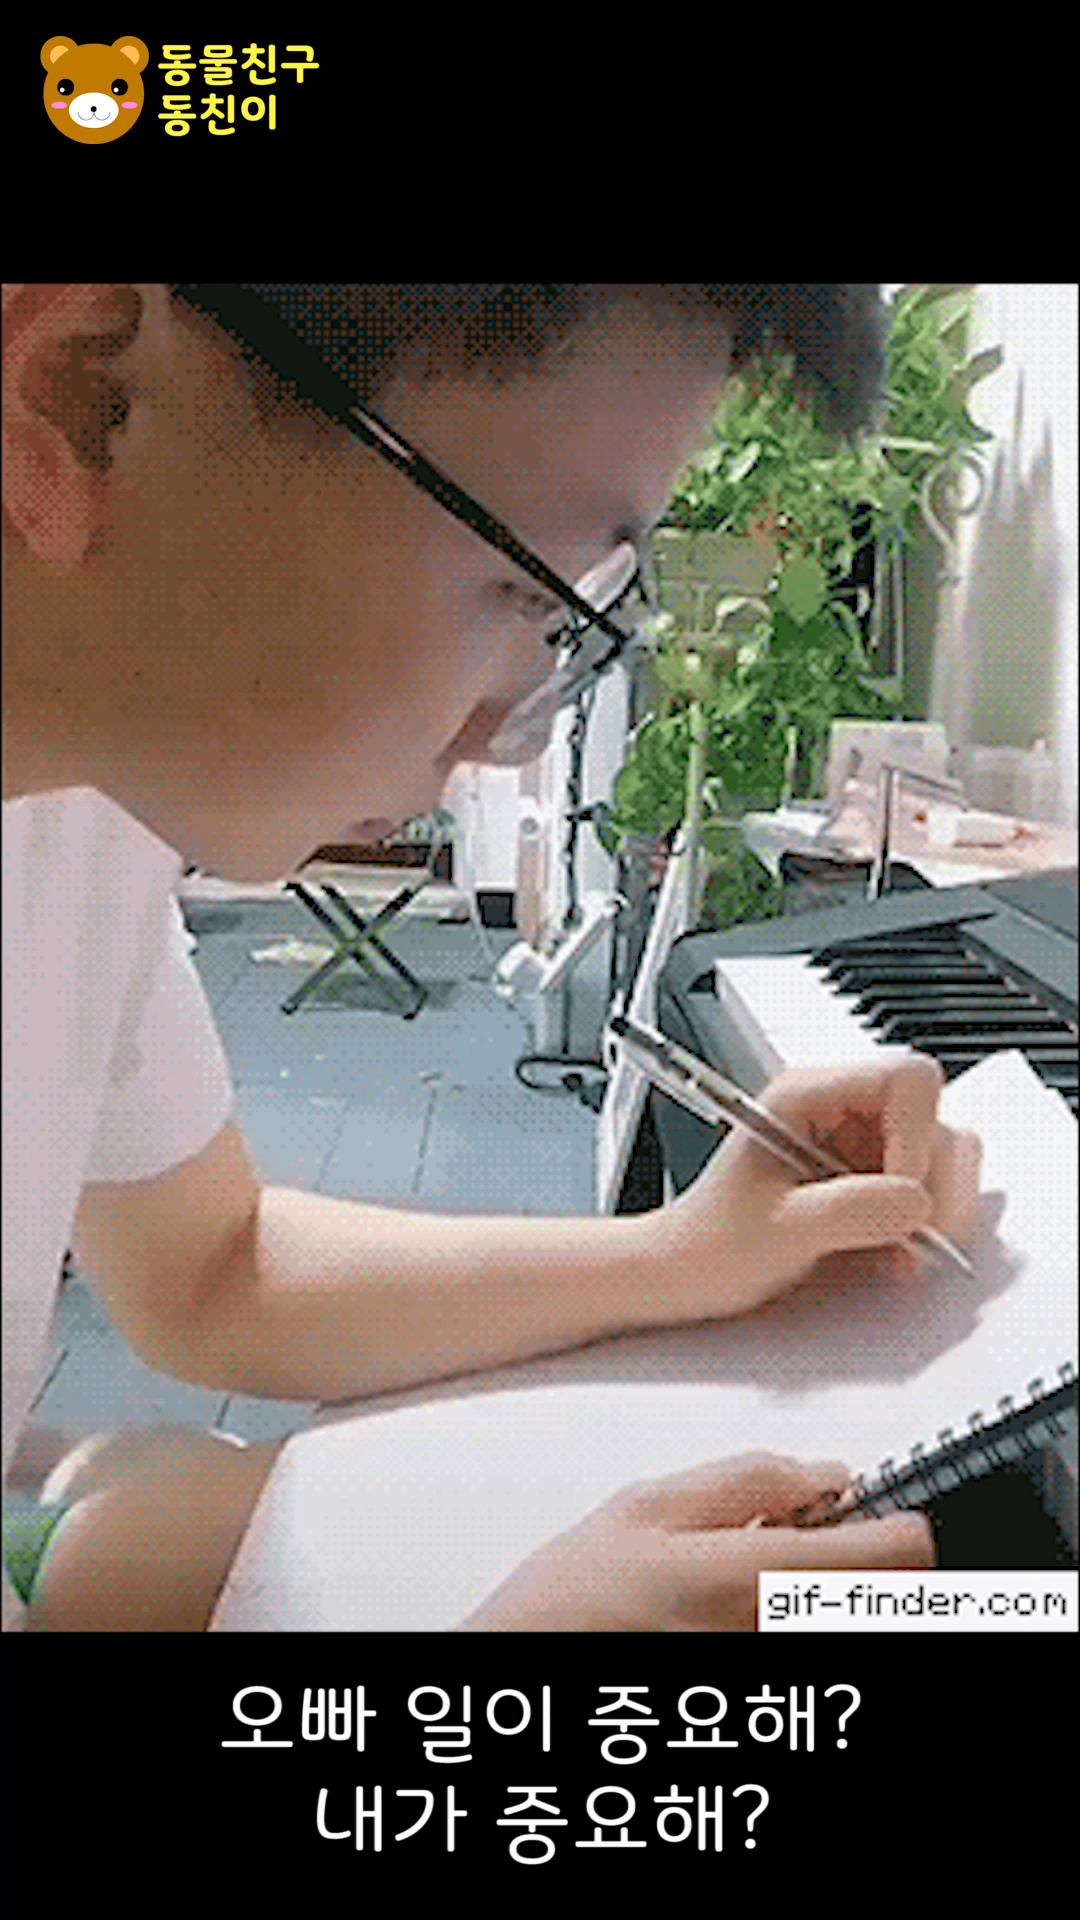 동물친구
동친이
gif-finder.com
오빠 일이 중요해?
내가 중요해?